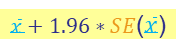 x̄ + 1.96 * SE(x̄)